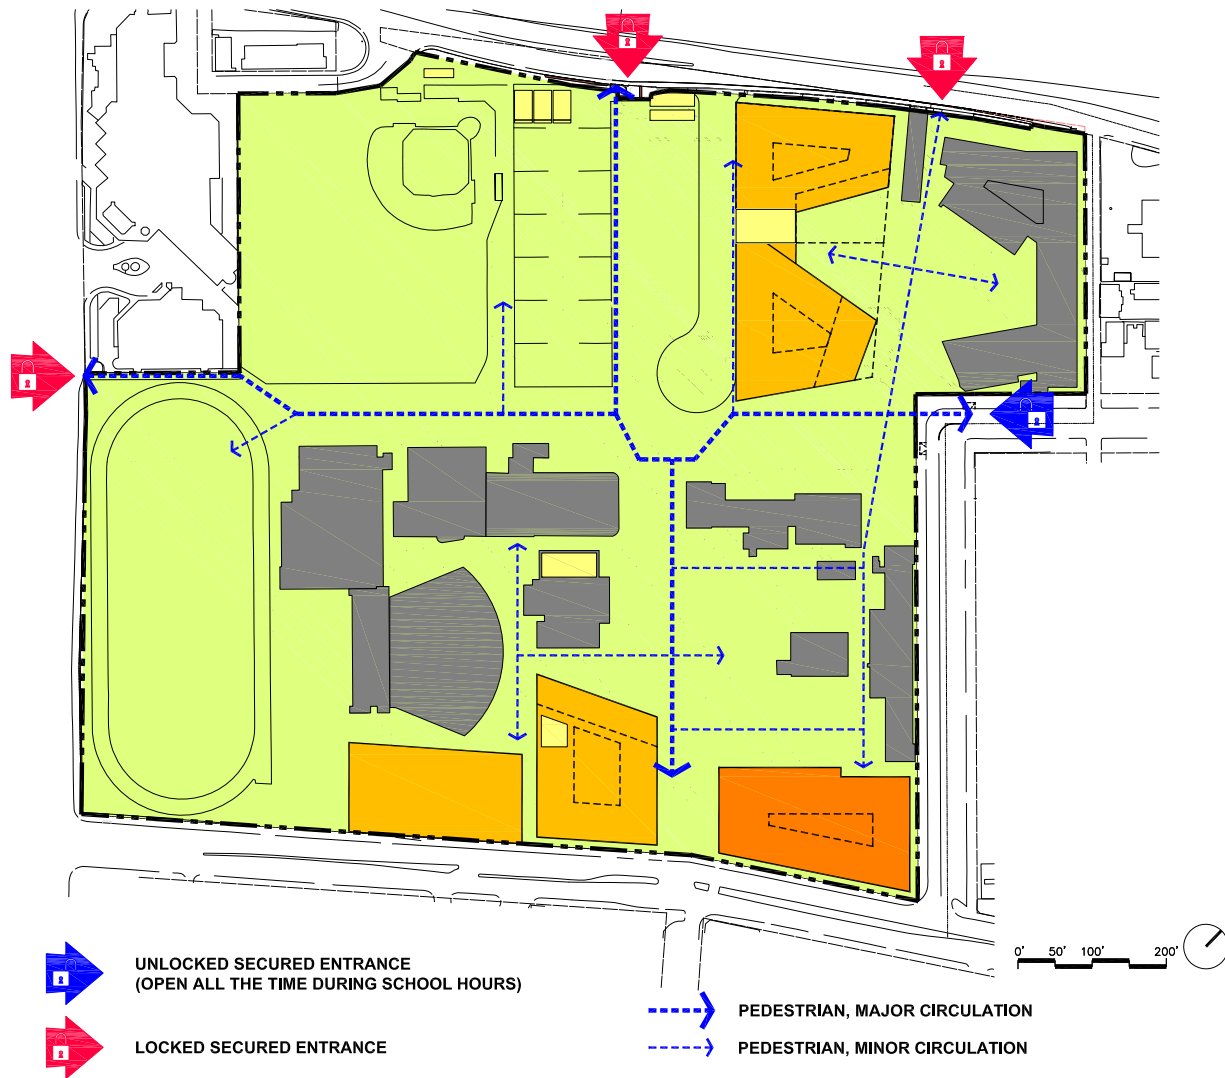 0' 50' 100' 200'
UNLOCKED SECURED ENTRANCE
(OPEN ALL THE TIME DURING SCHOOL HOURS)
PEDESTRIAN, MAJOR CIRCULATION
LOCKED SECURED ENTRANCE
PEDESTRIAN, MINOR CIRCULATION